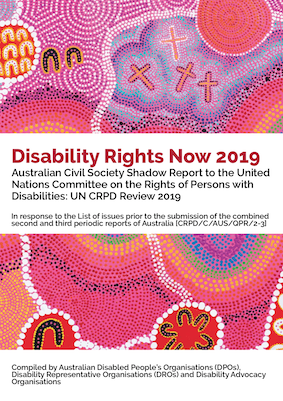 Disability Rights Now 2019
Australian Civil Society Shadow Report to the United
Nations Committee on the Rights of Persons with
Disabilities: UN CRPD Review 2019
In response to the List of issues prior to the submission of the combined
second and third periodic reports of Australia [CRPD/C/AUS/QPR/2-3]
Compiled by Australian Disabled People's Organisations (DPOs),
Disability Representative Organisations (DROs) and Disability Advocacy
Organisations